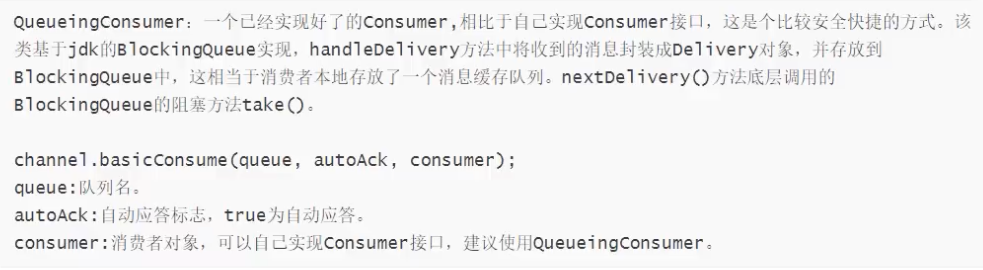 QueueingConsumer：一个已经实现好了的Consumer,相比于自己实现Consumer接口，这是个比较安全快捷的方式。该
类基于jdk的BlockingQueue实现，handleDelivery方法中将收到的消息封装成Delivery对象，并存放到
BlockingQueue中，这相当于消费者本地存放了一个消息缓存队列。nextDelivery()方法底层调用的
BlockingQueue的阻塞方法take()。
channel.basicConsume(queue, autoAck, consumer);
queue:队列名。
autoAck:自动应答标志，true为自动应答。
consumer:消费者对象，可以自己实现Consumer接口，建议使用QueueingConsumer。